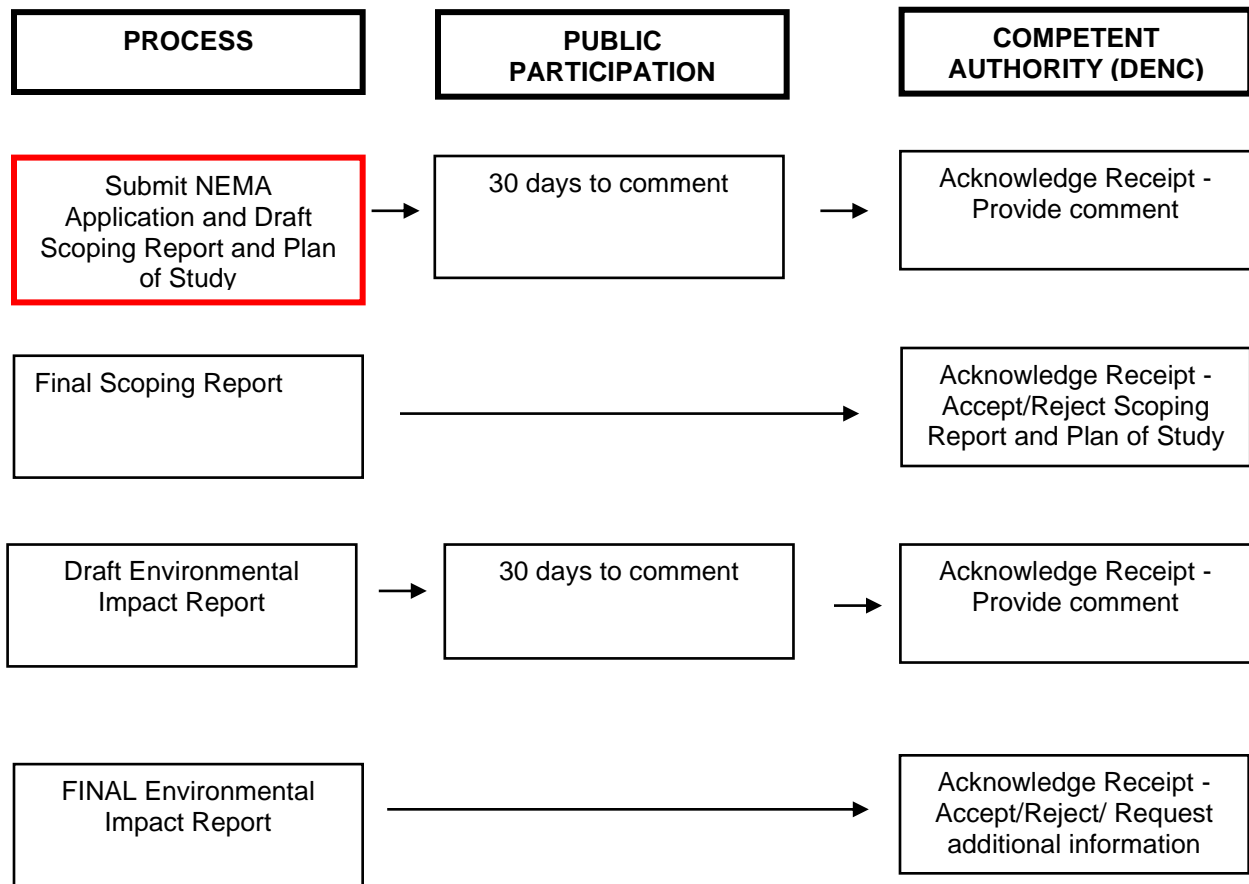 PROCESS
PUBLIC
PARTICIPATION
COMPETENT
AUTHORITY (DENC)
Submit NEMA
Application and Draft
Scoping Report and Plan
of Study
30 days to comment
Acknowledge Receipt -
Provide comment
Final Scoping Report
Acknowledge Receipt -
Accept/Reject Scoping
Report and Plan of Study
Draft Environmental
Impact Report
30 days to comment
Acknowledge Receipt -
Provide comment
FINAL Environmental
Impact Report
Acknowledge Receipt -
Accept/Reject/ Request
additional information